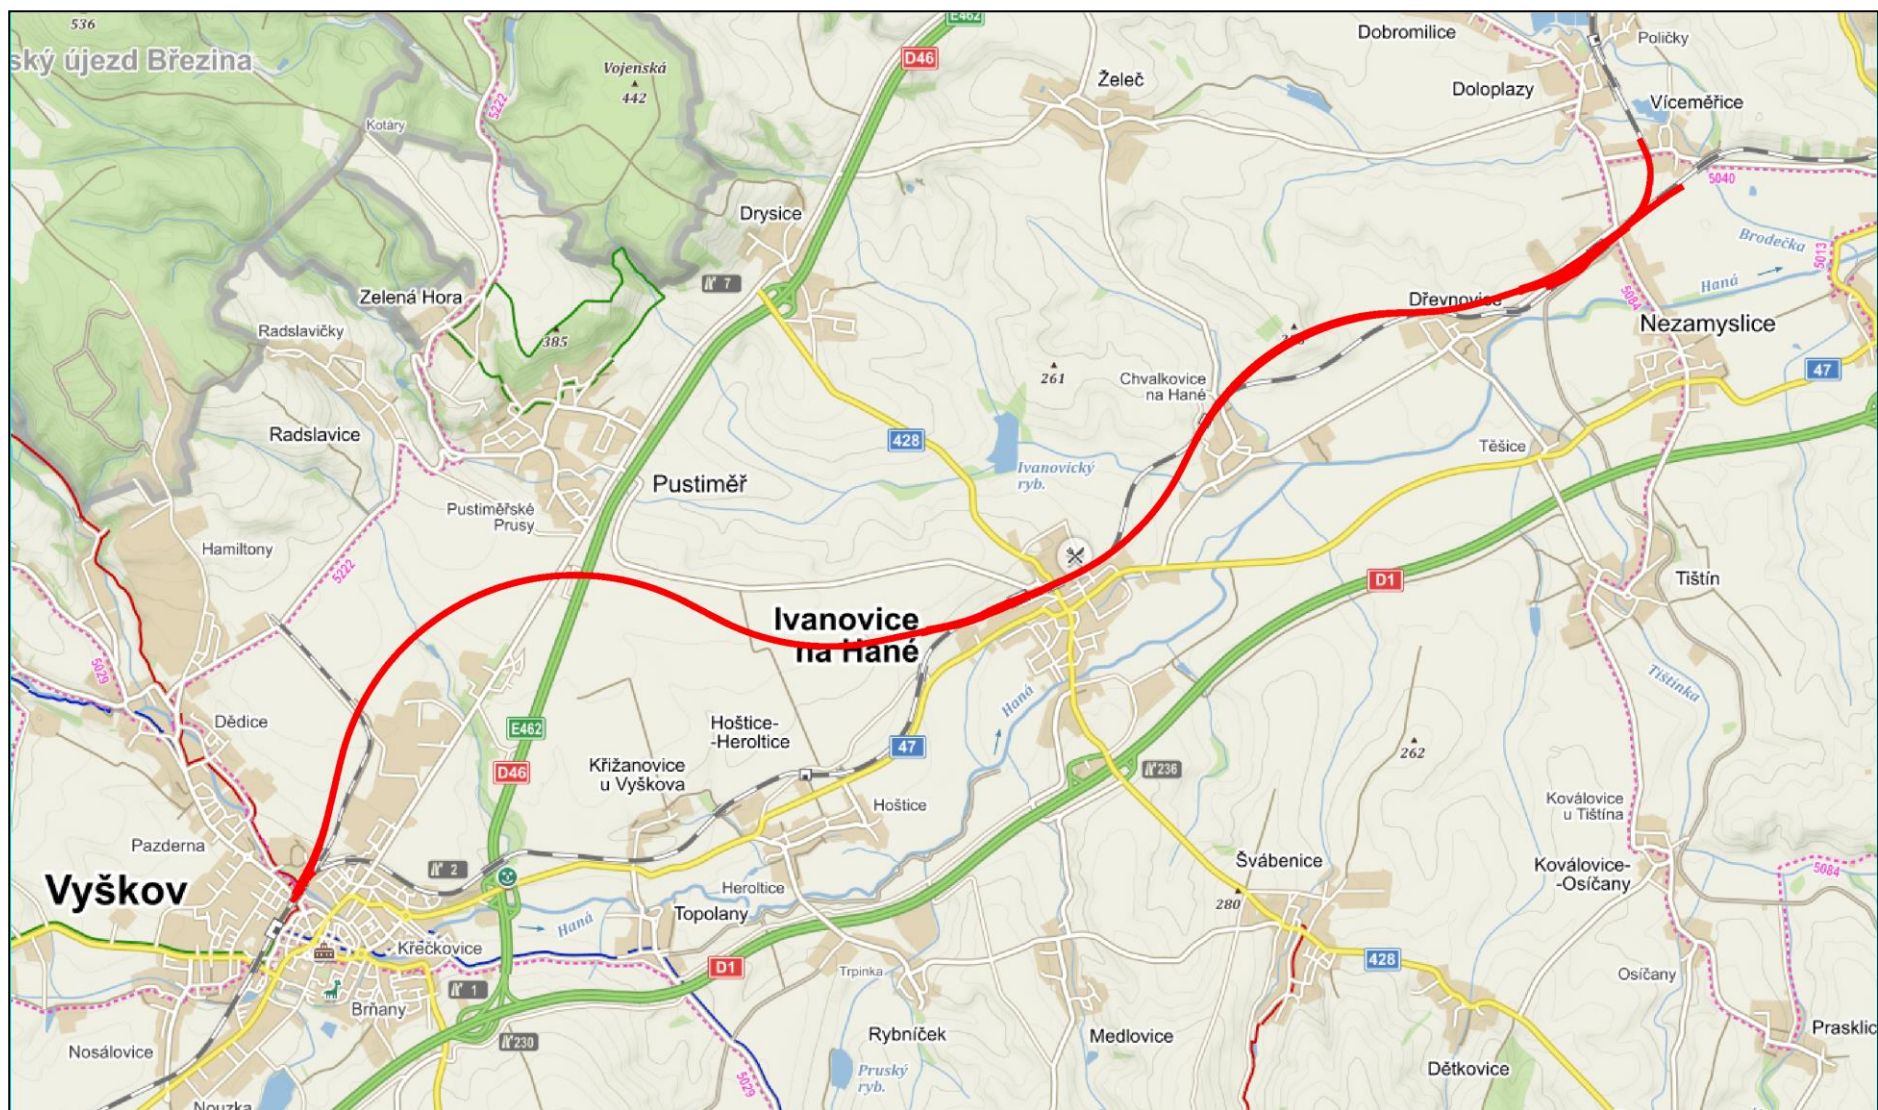 536
ský újezd Březina
Vojenská
442
E462
D46
Dobromilice
Poličky
Želeč
Doloplazy
Víceměřice
5222
Kotáry
5040
Drysice
7
Brodečka
5013
Zelená Hora
Radslavičky
385
Haná
5084
Dřevnovice
Nezamyslice
261
Chvalkovice
na Hané
47
Radslavice
428
Těšice
Ivanovický
ryb.
Pustiměř
Pustiměřské
Prusy
Hamiltony
5222
D1
Tištín
Ivanovice
na Hané
5029
Tištínka
Haná
Dědice
E462
D46
Hoštice-
-Heroltice
47
Křižanovice
u Vyškova
236
262
Hoštice
Koválovice
u Tištína
Pazderna
2
Švábenice
Koválovice-
-Osíčany
5084
Vyškov
Heroltice
280
Topolany
Haná
Křečkovice
D1
Trpinka
428
Osíčany
1
Brňany
230
Rybníček
Medlovice
Prasklic
Nosálovice
Pruský
ryb.
Dětkovice
5029
Nouzka